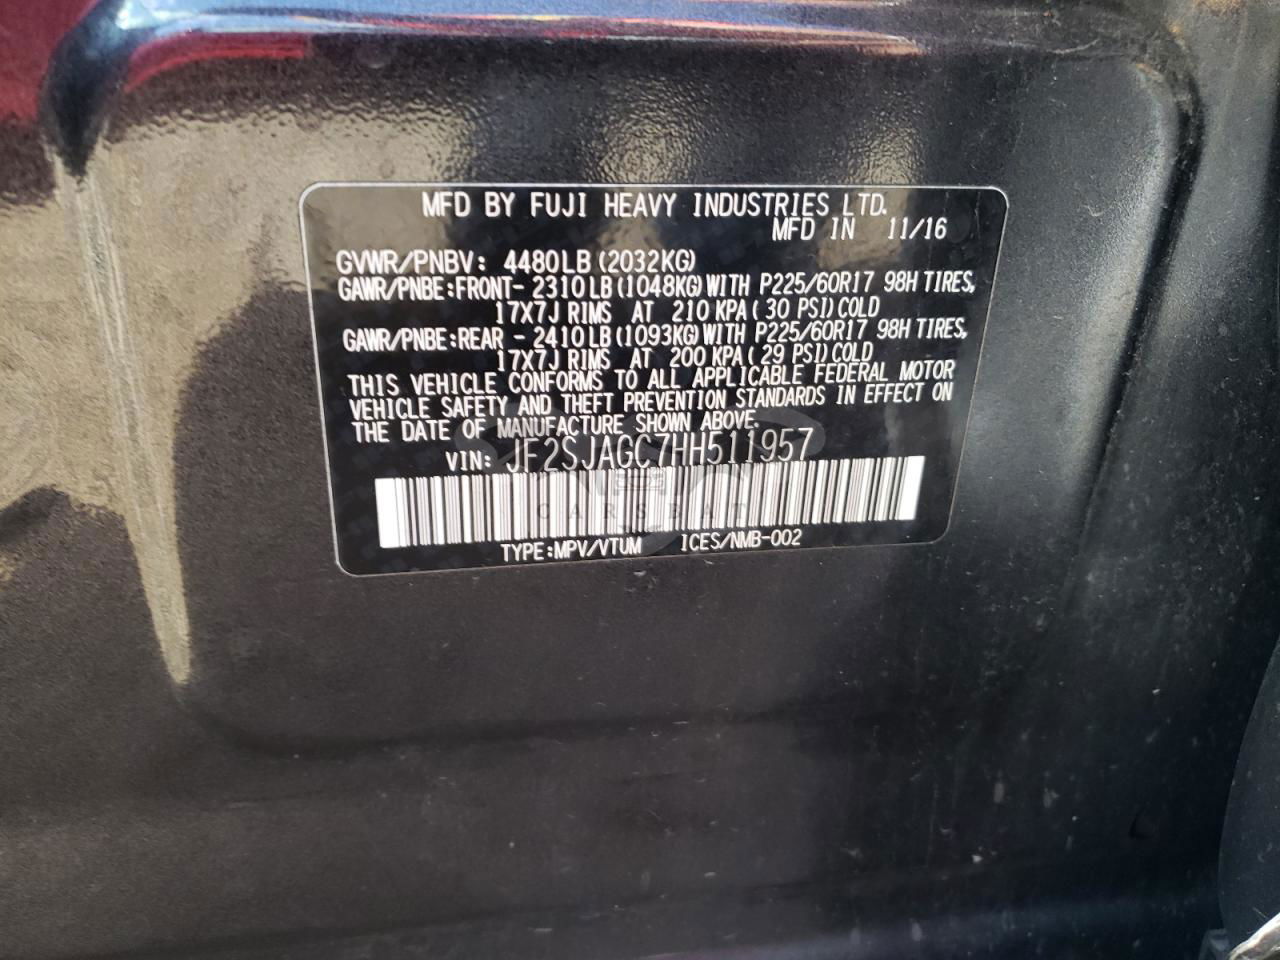 MFD BY FUJI HEAVY INDUSTRIES LTD.
MFD IN 11/16
GVWR/PNBV: 4480LB(2032KG)
GAWR/PNBE:FRONT- 2310LB(1048KG)WITH P225/60R17 98H TIRES,
17X7J RIMS AT 210 KPA( 30 PSI)COLD
GAWR/PNBE:REAR - 2410LB(1093KG)WITH P225/60R17 98H TIRES,
17X7J RIMS AT 200 KPA( 29 PSI)COLD
THIS VEHICLE CONFORMS TO ALL APPLICABLE FEDERAL MOTOR
VEHICLE SAFETY AND THEFT PREVENTION STANDARDS IN EFFECT ON
THE DATE OF MANUFACTURE SHOWN ABOVE.
VIN: JF2SJAGC7HH511957
TYPE:MPV/VTUM ICES/NMB-002